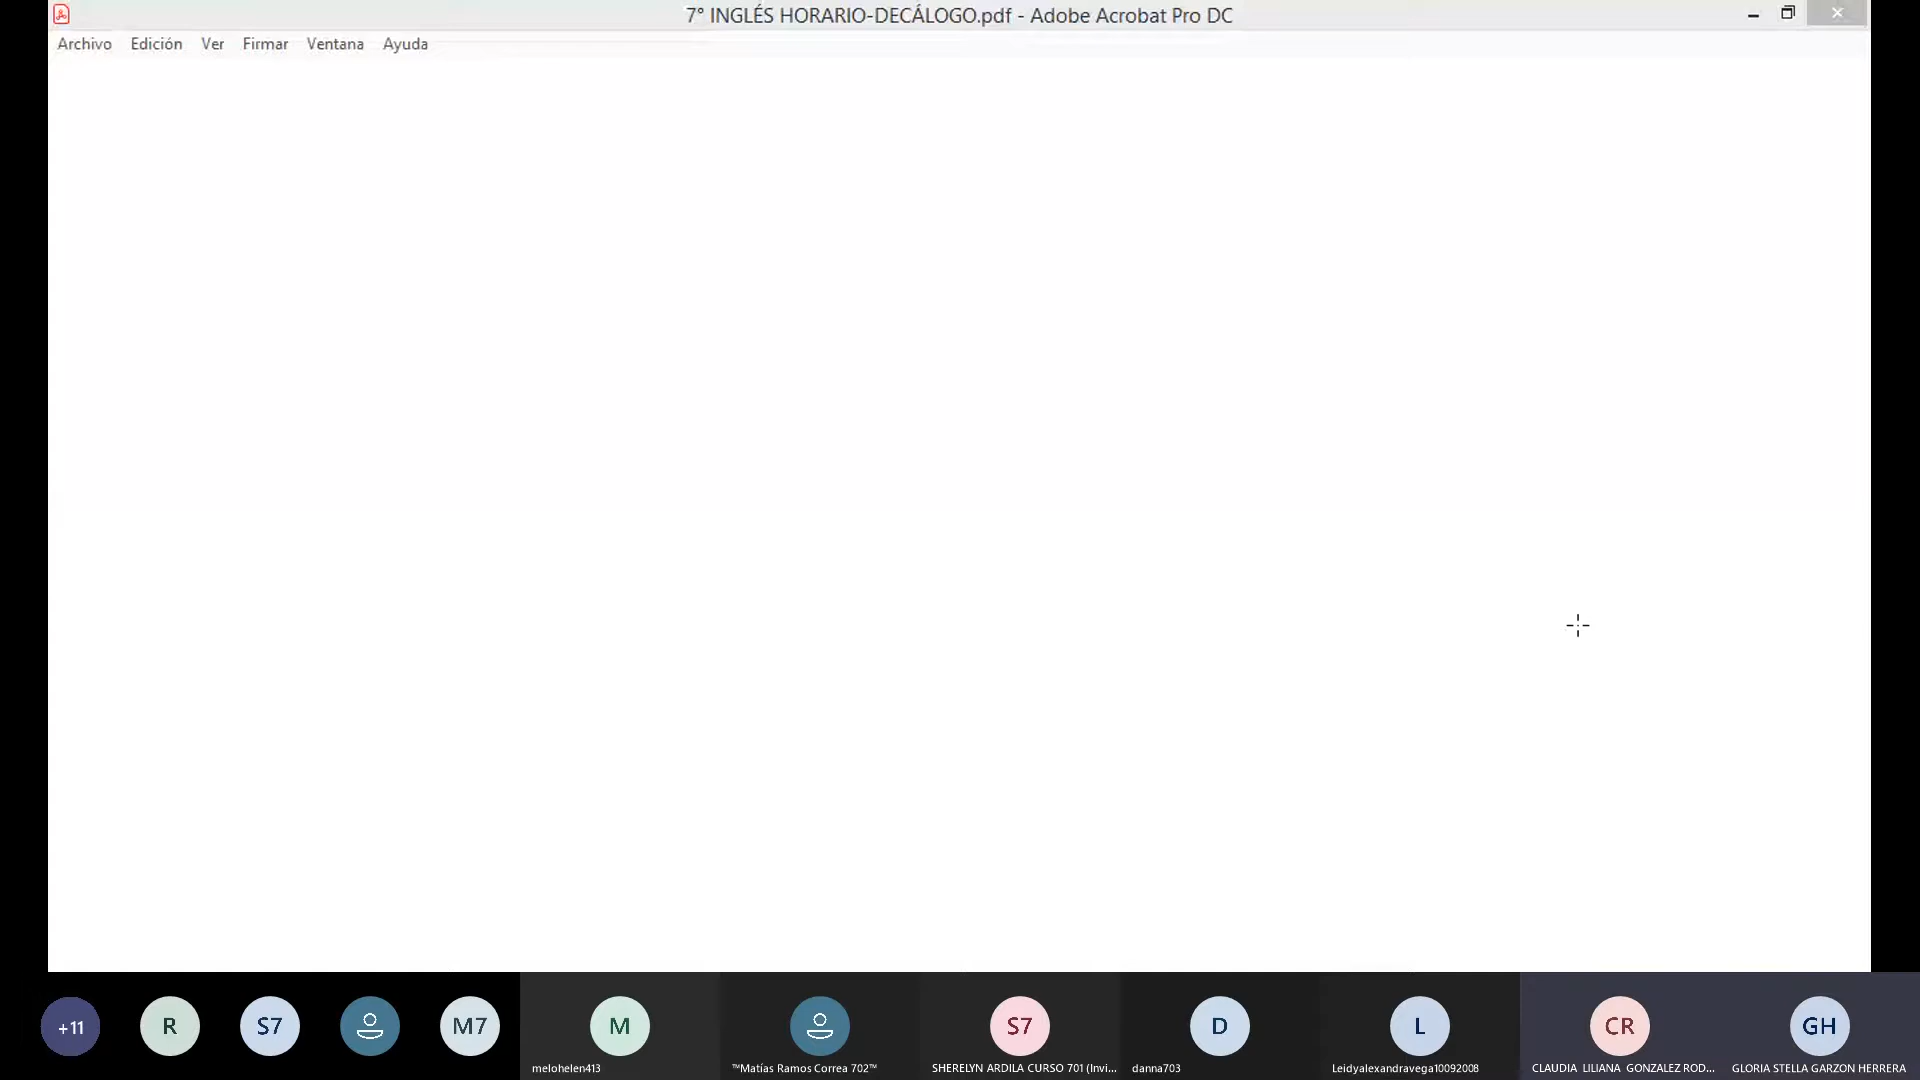 7° INGLÉS HORARIO-DECÁLOGO.pdf - Adobe Acrobat Pro DC
Archivo Edición Ver Firmar Ventana Ayuda
+11 R S7 M7 M S7 D L CR GH
melohelen413 ™Matías Ramos Correa 702™ SHERELYN ARDILA CURSO 701 (Invi... danna703 Leidyalexandravega10092008 CLAUDIA LILIANA GONZALEZ ROD... GLORIA STELLA GARZON HERRERA